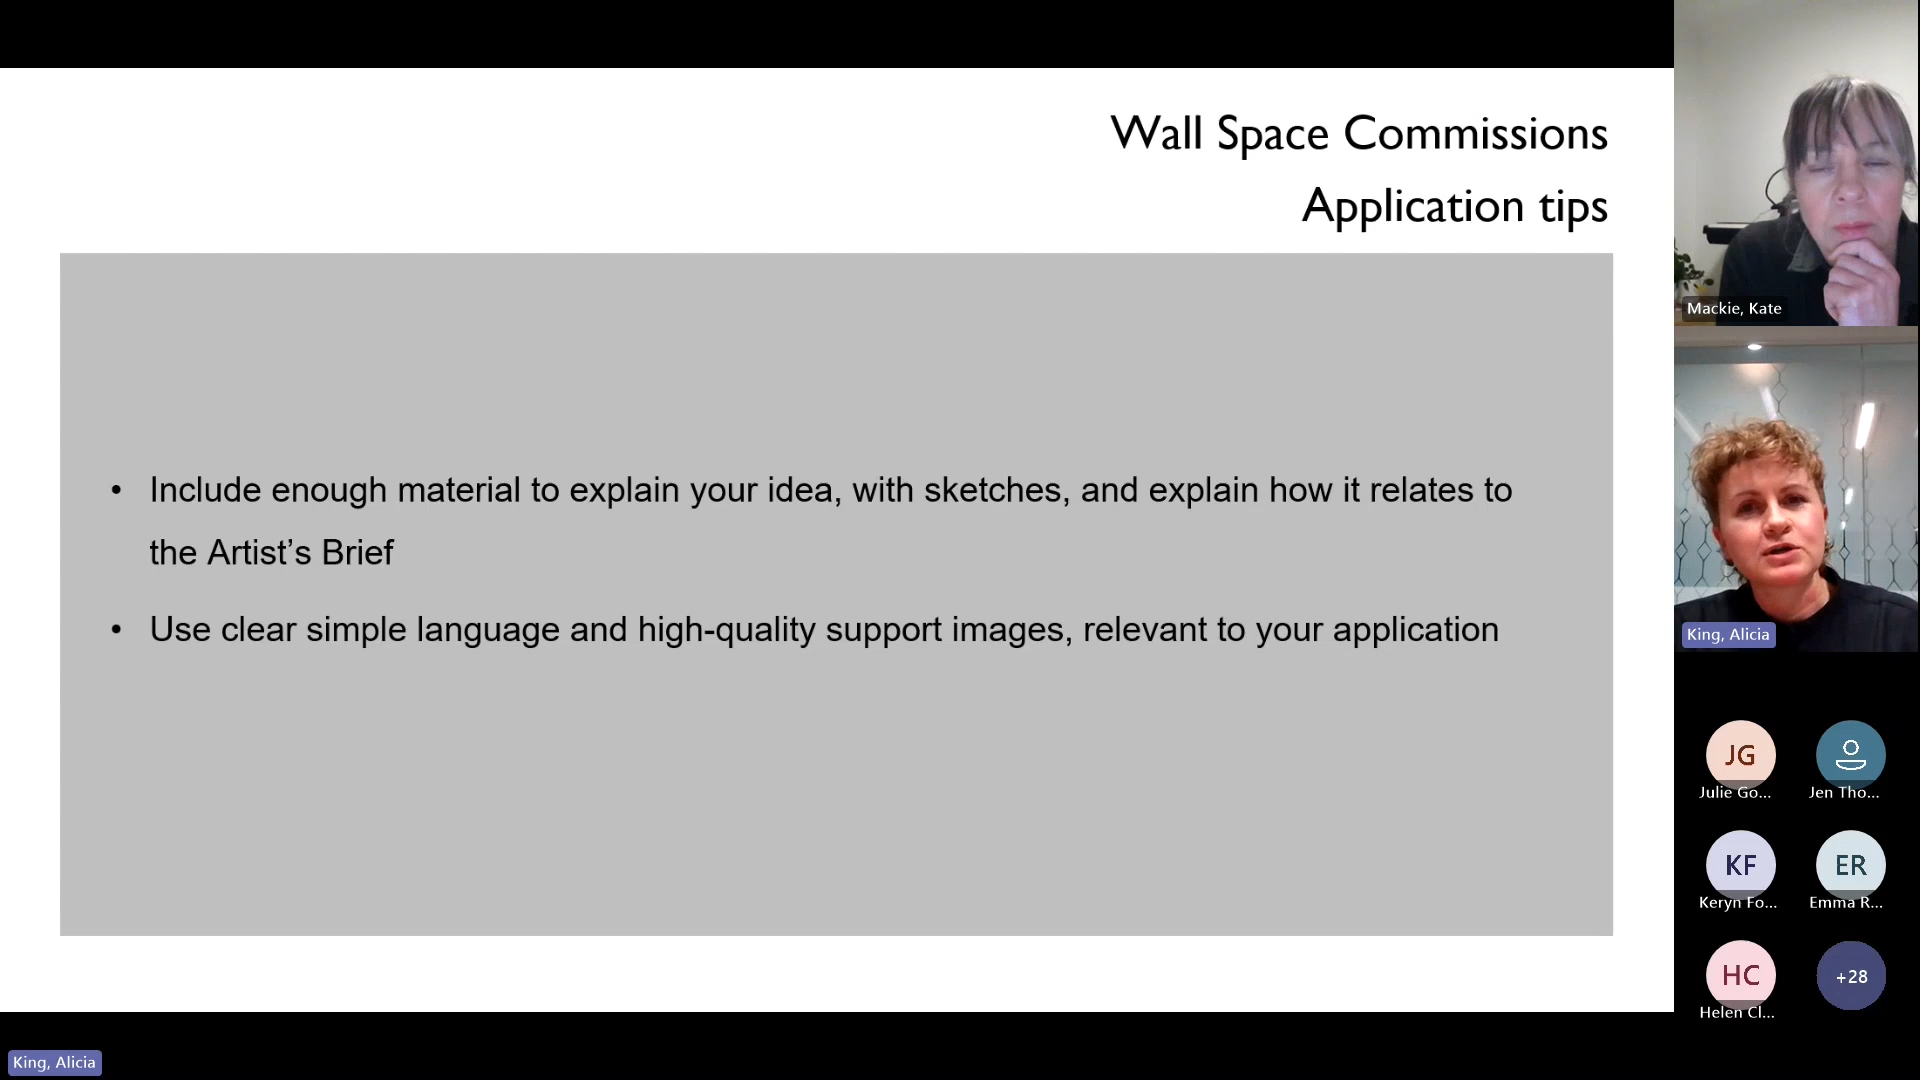 Wall Space Commissions
Application tips
• Include enough material to explain your idea, with sketches, and explain how it relates to
the Artist’s Brief
• Use clear simple language and high-quality support images, relevant to your application
Mackie, Kate
King, Alicia
JG
Julie Go...
Jen Tho...
KF
Keryn Fo...
ER
Emma R...
HC
Helen Cl...
+28
King, Alicia